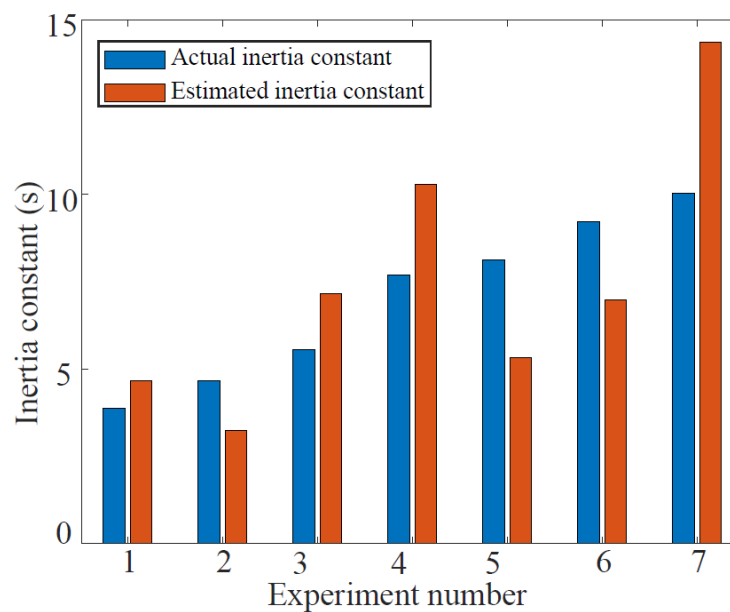 15
Actual inertia constant
Estimated inertia constant
10
5
0
Inertia constant (s)
1 2 3 4 5 6 7
Experiment number